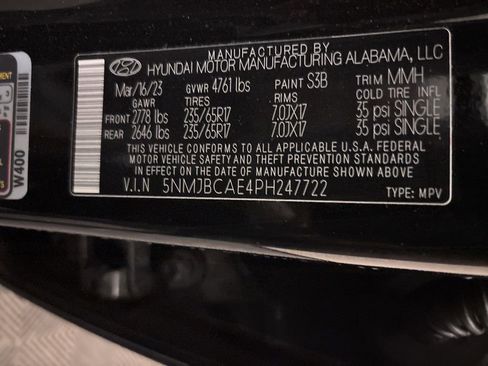 MANUFACTURED BY
HYUNDAI MOTOR MANUFACTURING ALABAMA, LLC
Mar/16/23 GVWR 4761 lbs PAINT S3B TRIM MMH
GAWR TIRES RIMS COLD TIRE INFL
FRONT 2778 lbs 235/65R17 7.0JX17 35 psi SINGLE
REAR 2646 lbs 235/65R17 7.0JX17 35 psi SINGLE
THIS VEHICLE CONFORMS TO ALL APPLICABLE U.S.A. FEDERAL
MOTOR VEHICLE SAFETY AND THEFT PREVENTION STANDARDS
IN EFFECT ON THE DATE OF MANUFACTURE SHOWN ABOVE
V.I.N 5NMJBCAE4PH247722 TYPE: MPV
W400